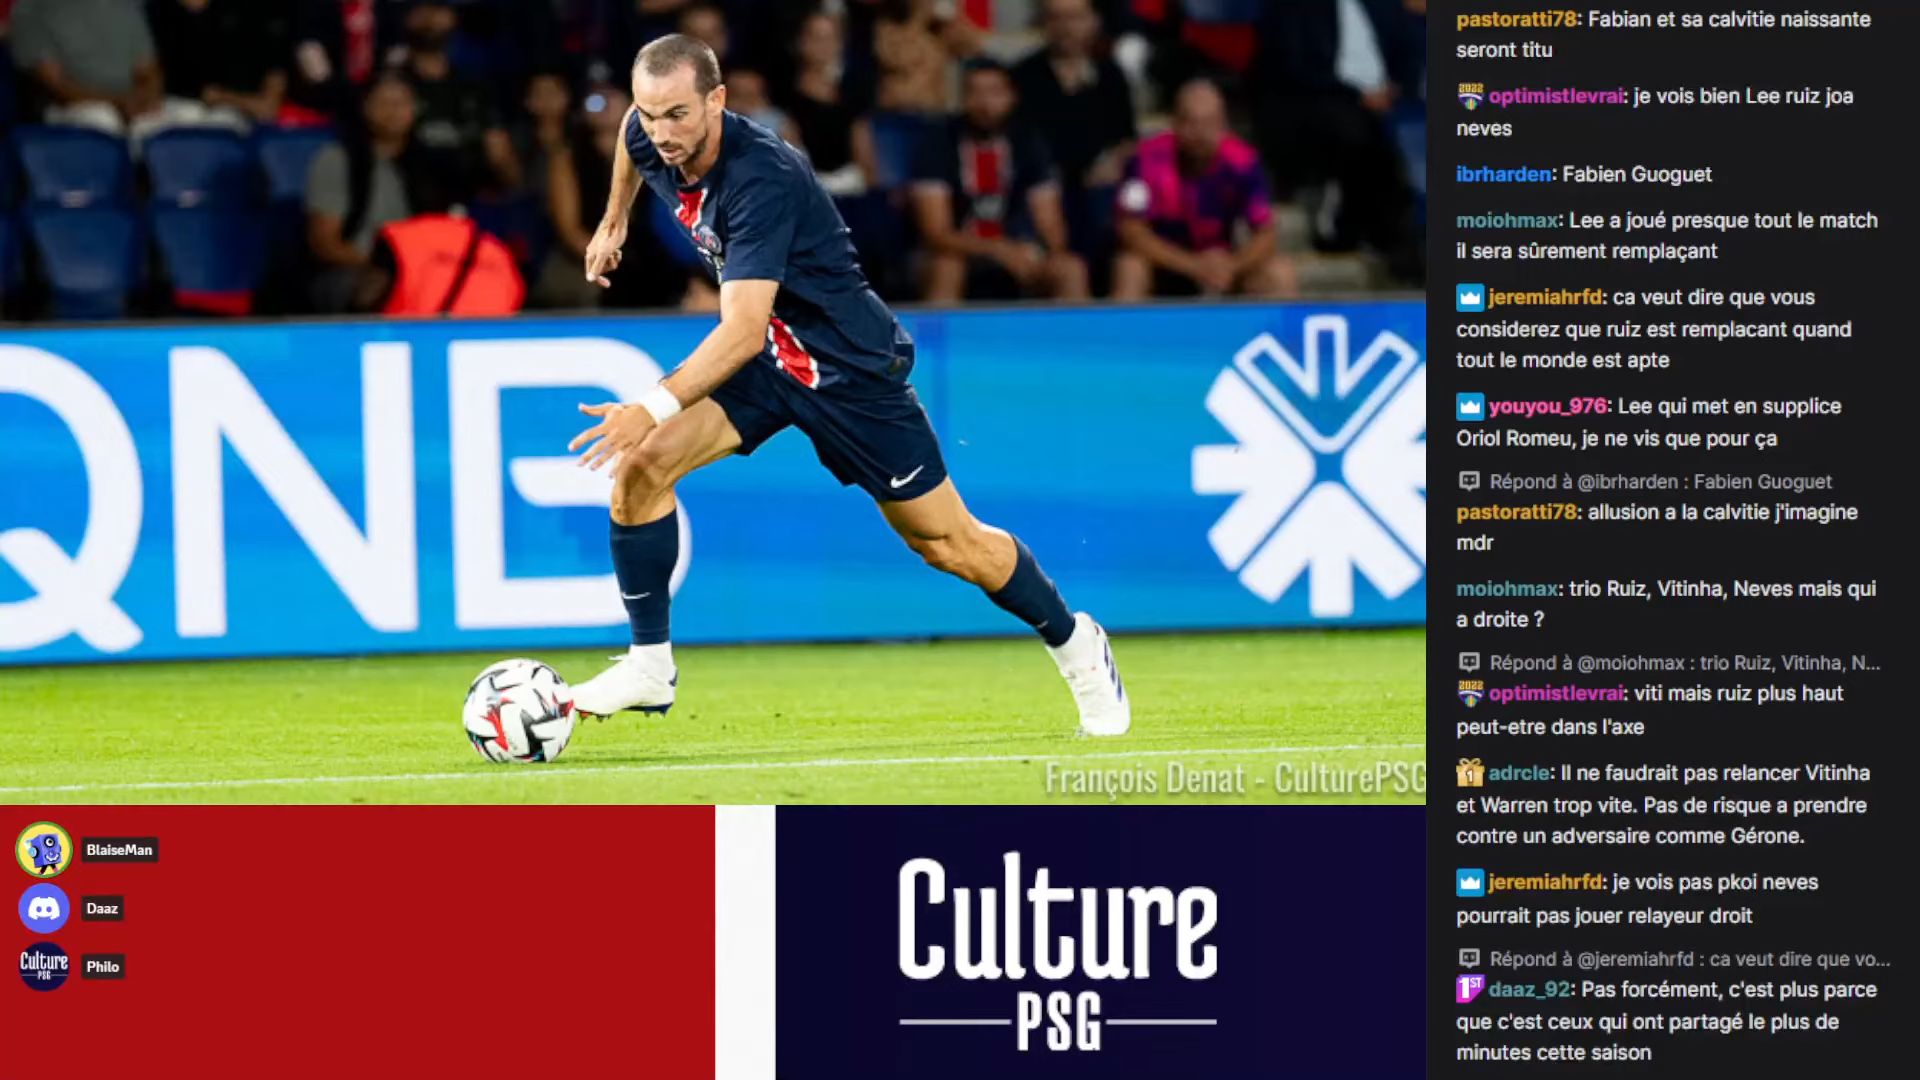 QNB
François Denat - CulturePSG
BlaiseMan
Daaz
Culture
PSG
Philo
Culture
PSG
pastoratti78: Fabian et sa calvitie naissante
seront titu
2022 optimistlevrai: je vois bien Lee ruiz joa
neves
ibrharden: Fabien Guoguet
moiohmax: Lee a joué presque tout le match
il sera sûrement remplaçant
jeremiahrfd: ca veut dire que vous
considerez que ruiz est remplacant quand
tout le monde est apte
youyou_976: Lee qui met en supplice
Oriol Romeu, je ne vis que pour ça
Répond à @ibrharden : Fabien Guoguet
pastoratti78: allusion a la calvitie j'imagine
mdr
moiohmax: trio Ruiz, Vitinha, Neves mais qui
a droite ?
Répond à @moiohmax : trio Ruiz, Vitinha, N...
2022 optimistlevrai: viti mais ruiz plus haut
peut-etre dans l'axe
1 adrcle: Il ne faudrait pas relancer Vitinha
et Warren trop vite. Pas de risque a prendre
contre un adversaire comme Gérone.
jeremiahrfd: je vois pas pkoi neves
pourrait pas jouer relayeur droit
Répond à @jeremiahrfd : ca veut dire que vo...
1ST daaz_92: Pas forcément, c'est plus parce
que c'est ceux qui ont partagé le plus de
minutes cette saison